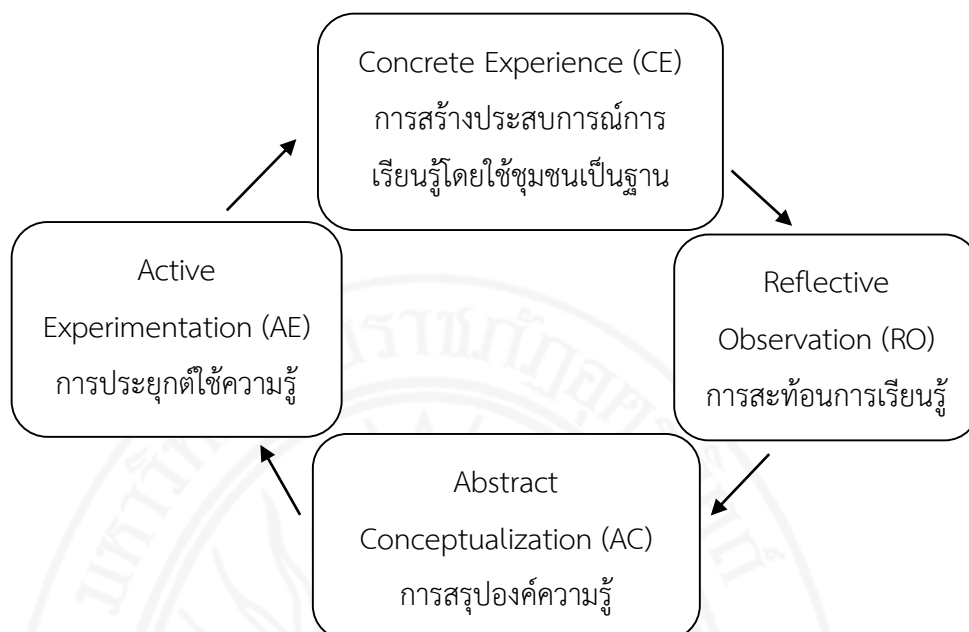 Concrete Experience (CE)
การสร้างประสบการณ์การ
เรียนรู้โดยใช้ชุมชนเป็นฐาน
Reflective
Observation (RO)
การสะท้อนการเรียนรู้
Abstract
Conceptualization (AC)
การสรุปองค์ความรู้
Active
Experimentation (AE)
การประยุกต์ใช้ความรู้